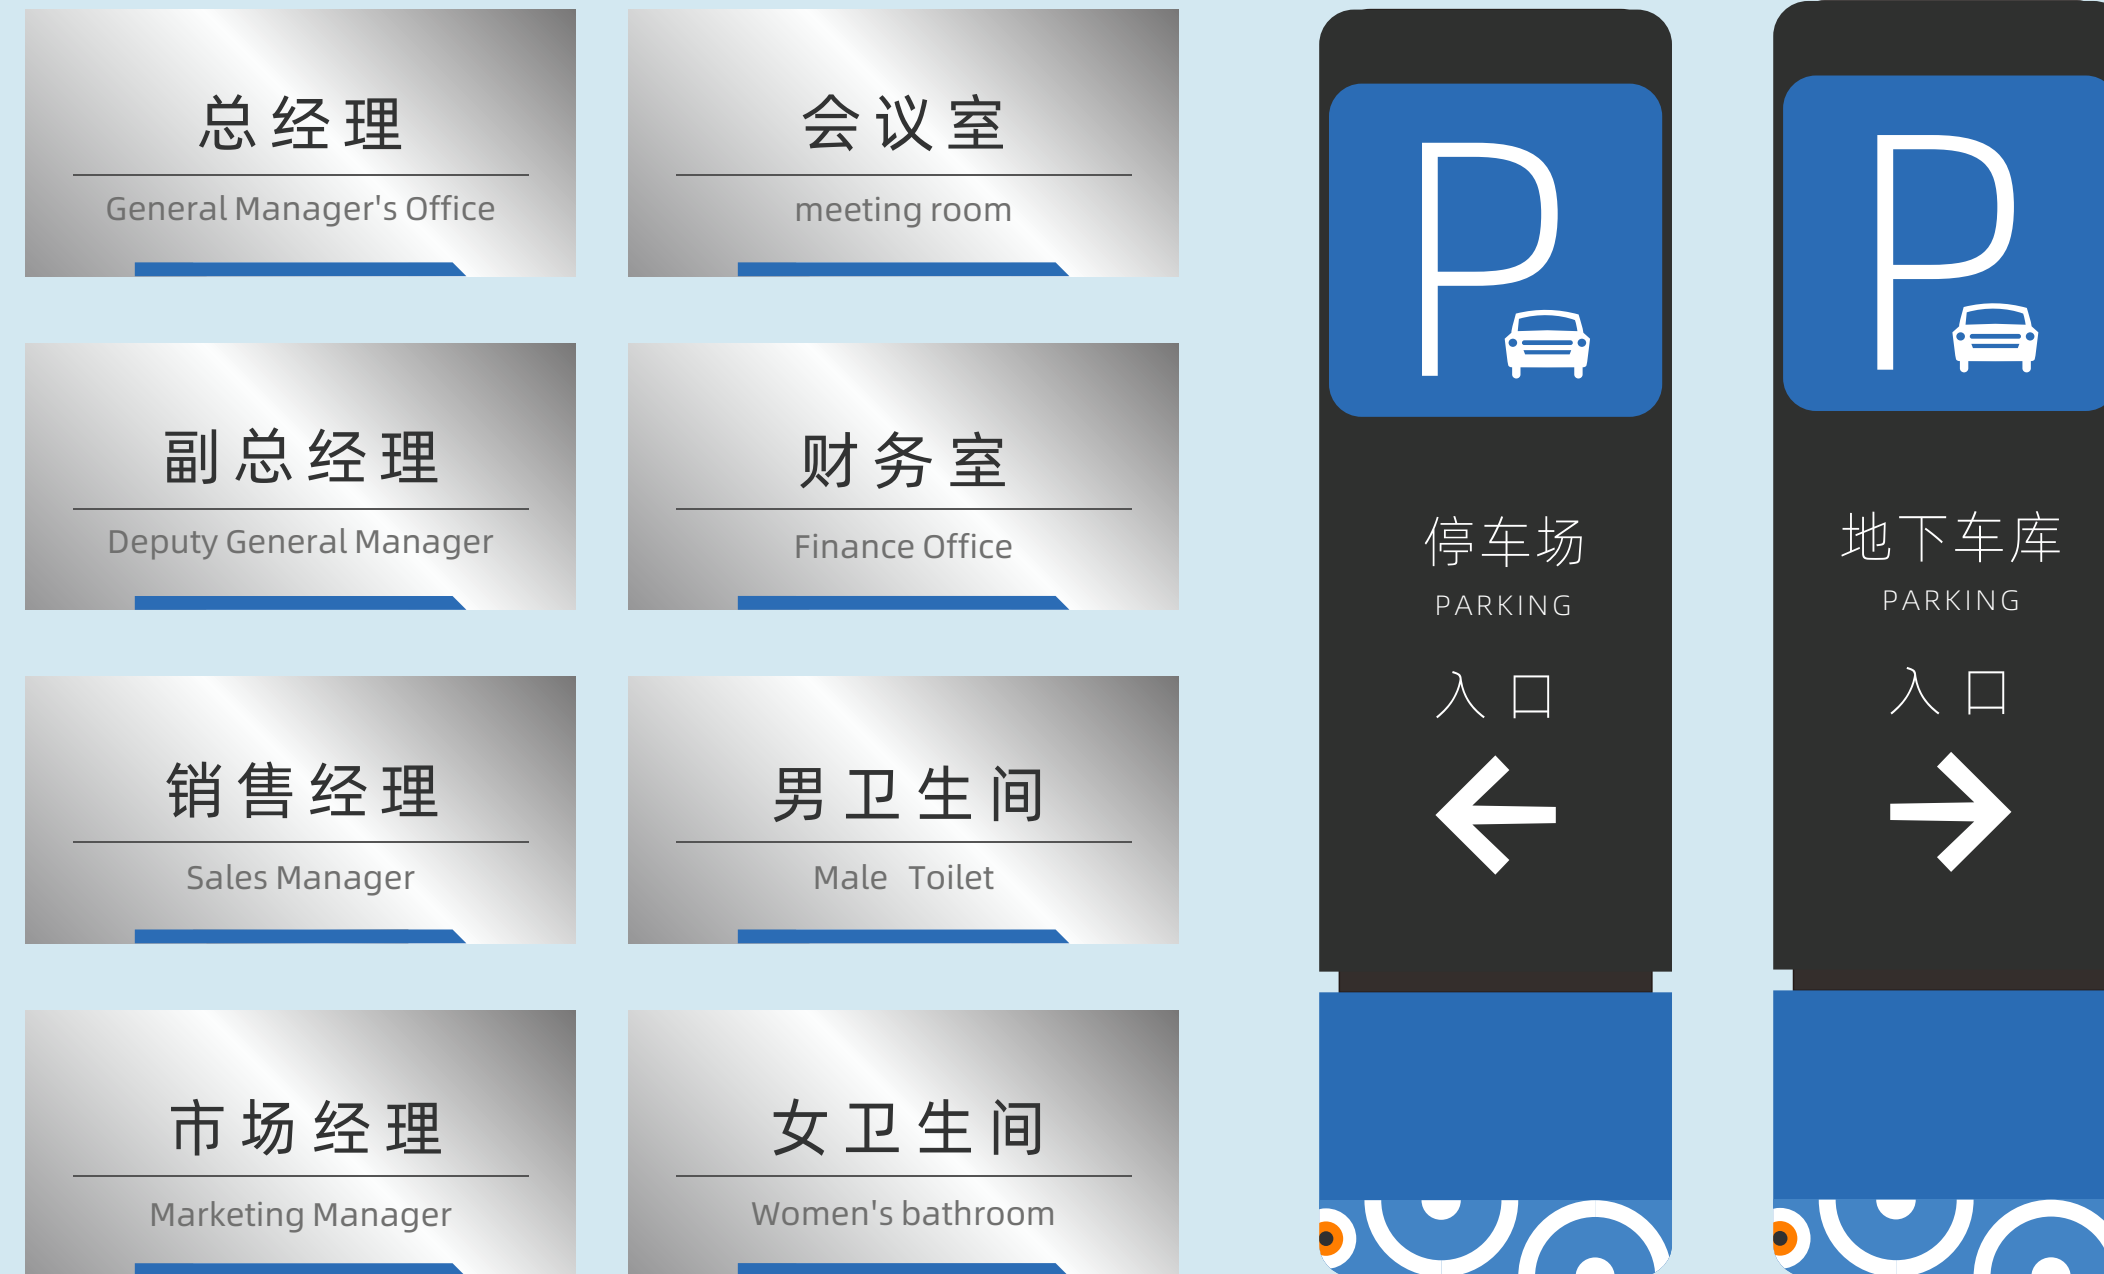 总经理
General Manager's Office
会议室
meeting room
副总经理
Deputy General Manager
财务室
Finance Office
销售经理
Sales Manager
男卫生间
Male Toilet
市场经理
Marketing Manager
女卫生间
Women's bathroom
P
停车场
PARKING
入口
P
地下车库
PARKING
入口